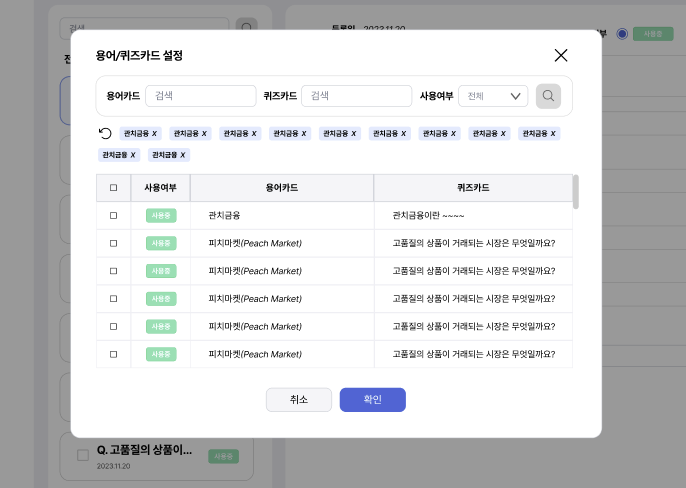 검색
등록일 2023.11.20
부 사용중
전
용어/퀴즈카드 설정
용어카드 검색 퀴즈카드 검색 사용여부 전체
관치금융 X 관치금융 X 관치금융 X 관치금융 X 관치금융 X 관치금융 X 관치금융 X 관치금융 X 관치금융 X
관치금융 X 관치금융 X
사용여부 용어카드 퀴즈카드
사용중 관치금융 관치금융이란 ~~~~
사용중 피치마켓(Peach Market) 고품질의 상품이 거래되는 시장은 무엇일까요?
사용중 피치마켓(Peach Market) 고품질의 상품이 거래되는 시장은 무엇일까요?
사용중 피치마켓(Peach Market) 고품질의 상품이 거래되는 시장은 무엇일까요?
사용중 피치마켓(Peach Market) 고품질의 상품이 거래되는 시장은 무엇일까요?
사용중 피치마켓(Peach Market) 고품질의 상품이 거래되는 시장은 무엇일까요?
취소 확인
Q. 고품질의 상품이... 사용중
2023.11.20